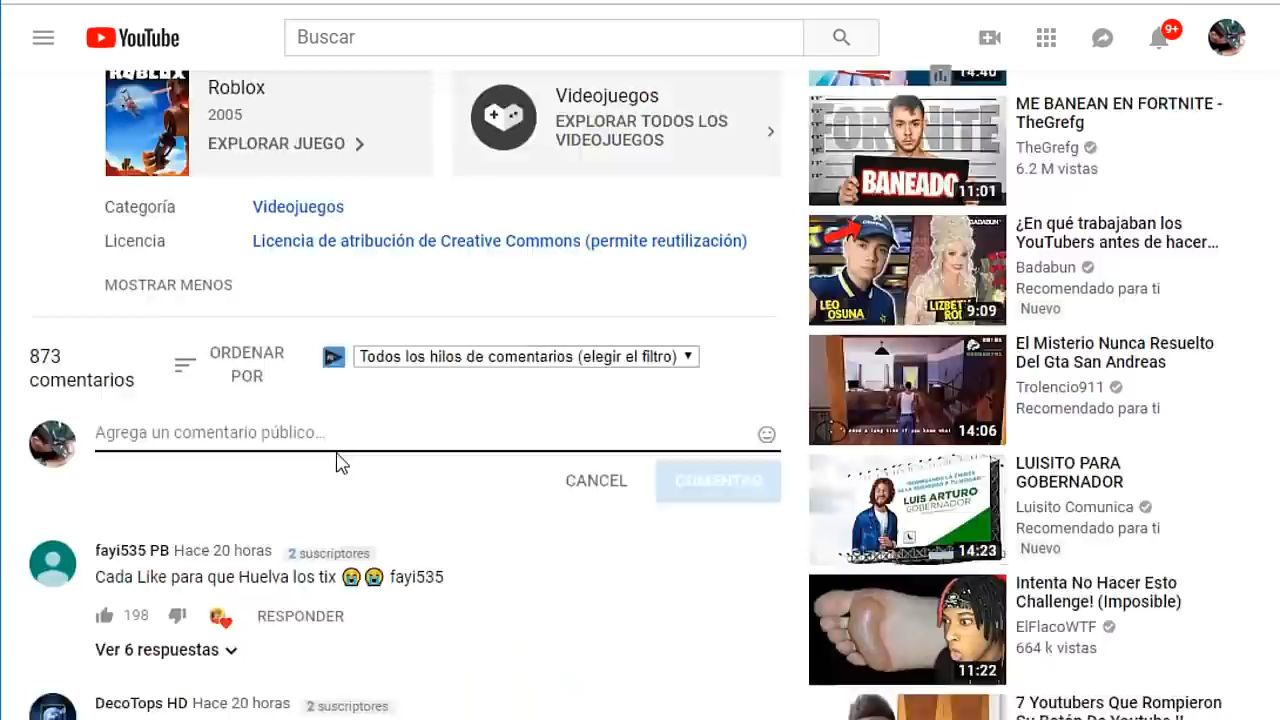 YouTube
Buscar
9+
ROBLOX
Roblox
2005
EXPLORAR JUEGO
Videojuegos
EXPLORAR TODOS LOS
VIDEOJUEGOS
Categoría
Videojuegos
Licencia
Licencia de atribución de Creative Commons (permite reutilización)
MOSTRAR MENOS
873
comentarios
ORDENAR
POR
Todos los hilos de comentarios (elegir el filtro)
Agrega un comentario público...
CANCEL
COMENTAR
fayi535 PB Hace 20 horas 2 suscriptores
Cada Like para que Huelva los tix 😭😭 fayi535
198
RESPONDER
Ver 6 respuestas
DecoTops HD Hace 20 horas 2 suscriptores
14:40
FORTNITE
BANEADO
11:01
ME BANEAN EN FORTNITE -
TheGrefg
TheGrefg
6.2 M vistas
BADABUN
LEO
OSUNA
9:09
¿En qué trabajaban los
YouTubers antes de hacer...
Badabun
Recomendado para ti
Nuevo
14:06
El Misterio Nunca Resuelto
Del Gta San Andreas
Trolencio911
Recomendado para ti
LUIS ARTURO
GOBERNADOR
14:23
LUISITO PARA
GOBERNADOR
Luisito Comunica
Recomendado para ti
Nuevo
11:22
Intenta No Hacer Esto
Challenge! (Imposible)
ElFlacoWTF
664 k vistas
7 Youtubers Que Rompieron
Su Botón De Youtube !!